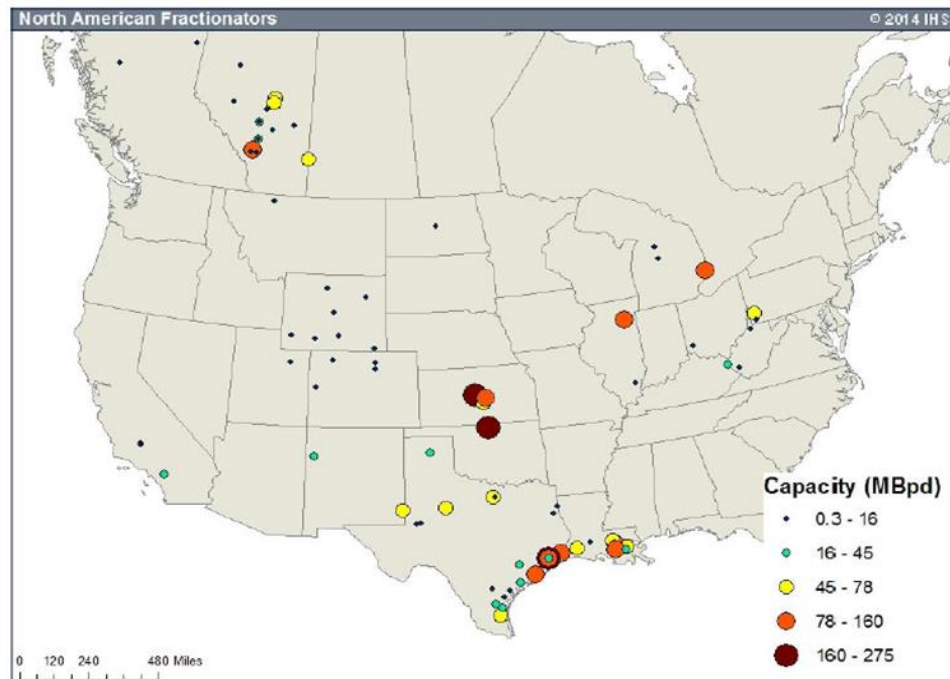 North American Fractionators
© 2014 IHS
Capacity (MBpd)
0.3 - 16
16 - 45
45 - 78
78 - 160
160 - 275
0 120 240 480 Miles